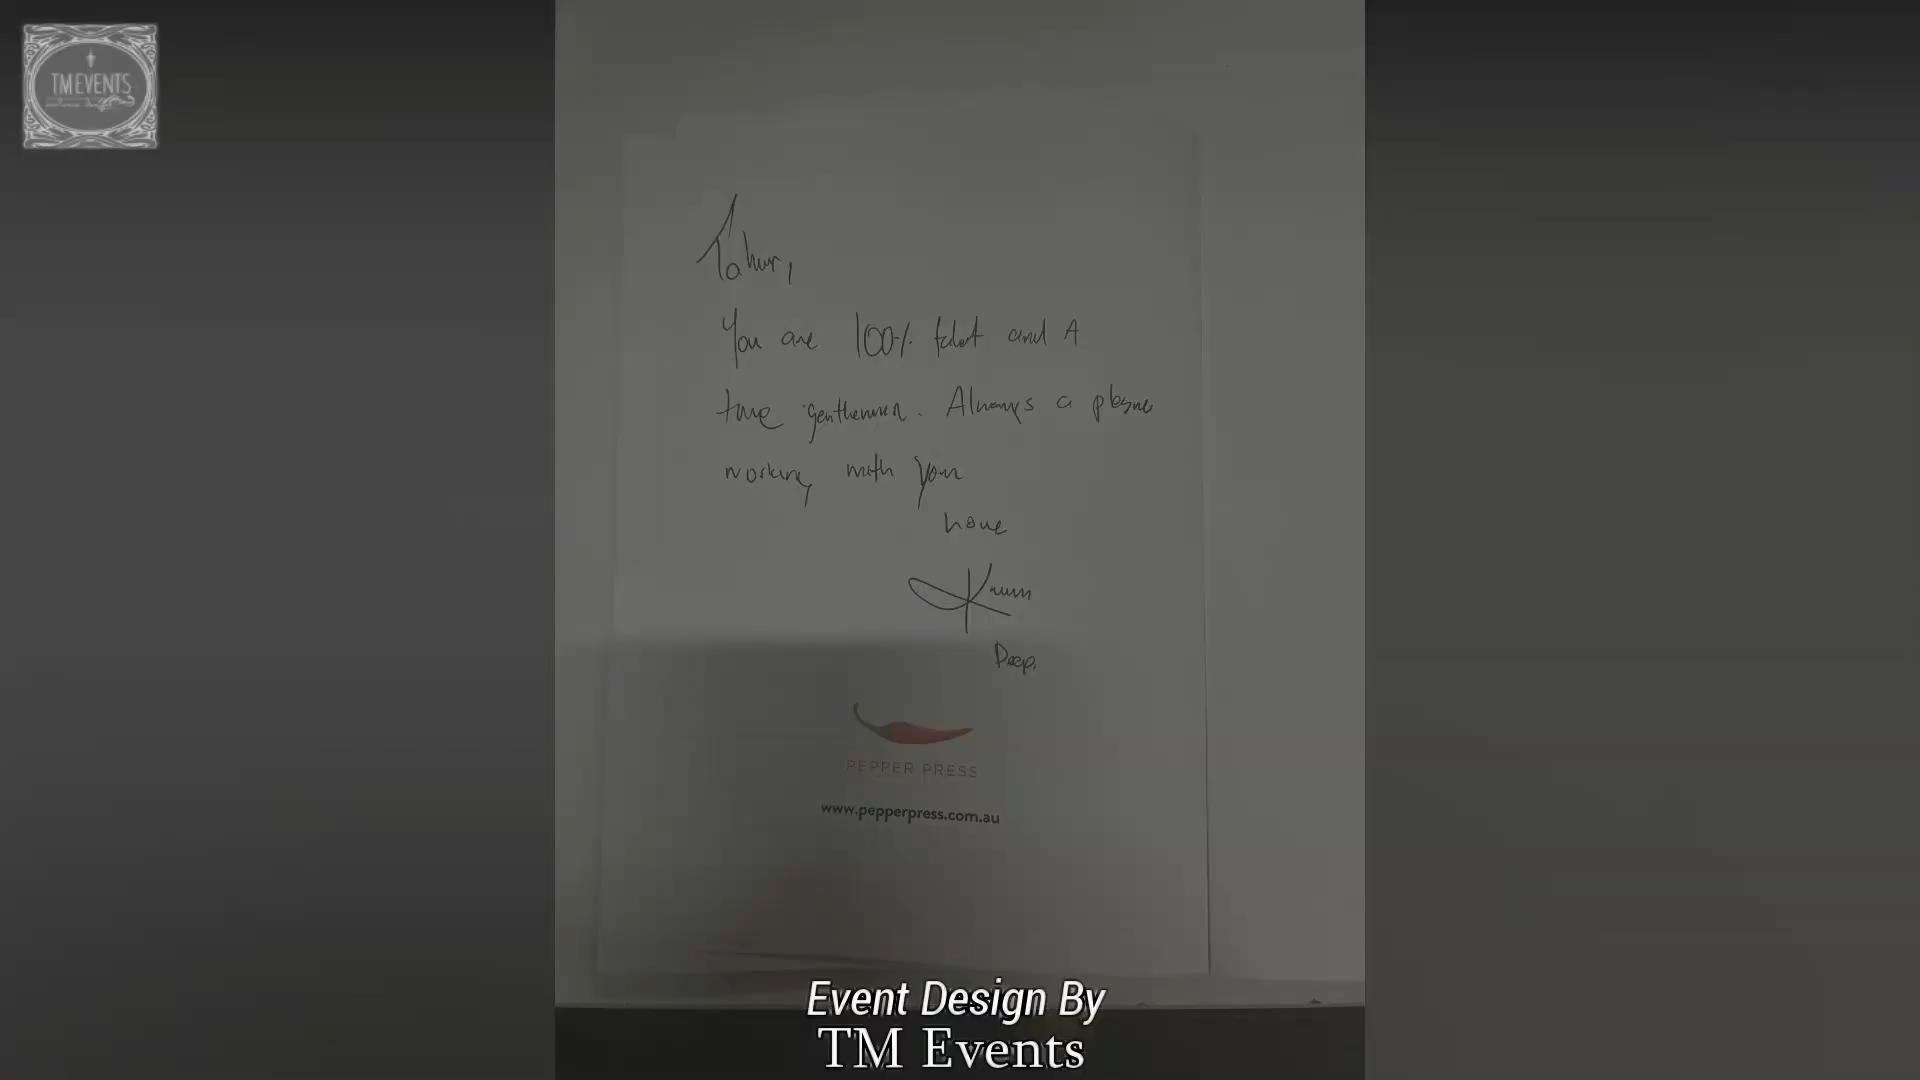 TM EVENTS
Tahir,
You are 100% talent and A
true gentleman. Always a pleasure
working with you
Love
Deep.
PEPPER PRESS
www.pepperpress.com.au
Event Design By
TM Events